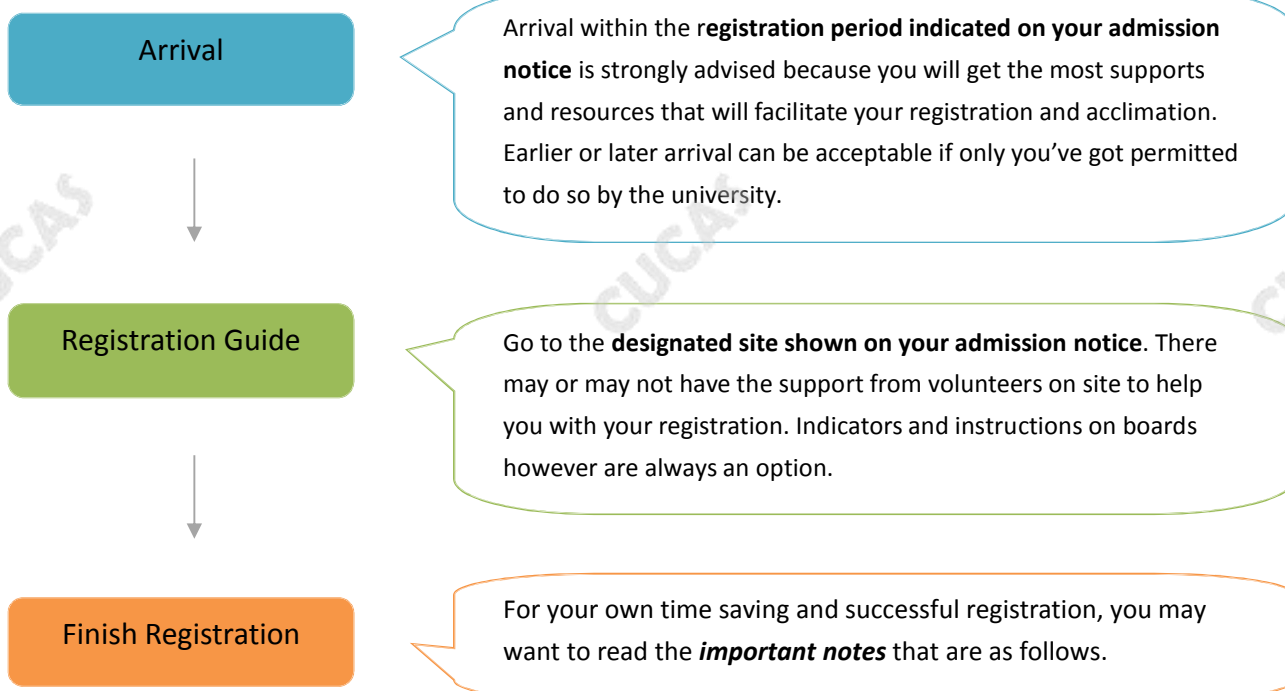 Arrival
Arrival within the registration period indicated on your admission
notice is strongly advised because you will get the most supports
and resources that will facilitate your registration and acclimation.
Earlier or later arrival can be acceptable if only you’ve got permitted
to do so by the university.
CUCAS
CUCAS
Registration Guide
Go to the designated site shown on your admission notice. There
may or may not have the support from volunteers on site to help
you with your registration. Indicators and instructions on boards
however are always an option.
Finish Registration
For your own time saving and successful registration, you may
want to read the important notes that are as follows.